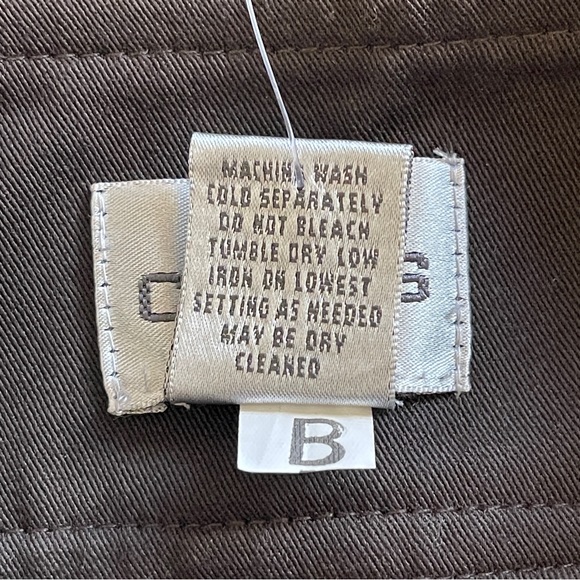 MACHINE WASH
COLD SEPARATELY
DO NOT BLEACH
TUMBLE DRY LOW
IRON ON LOWEST
SETTING AS NEEDED
MAY BE DRY
CLEANED
B